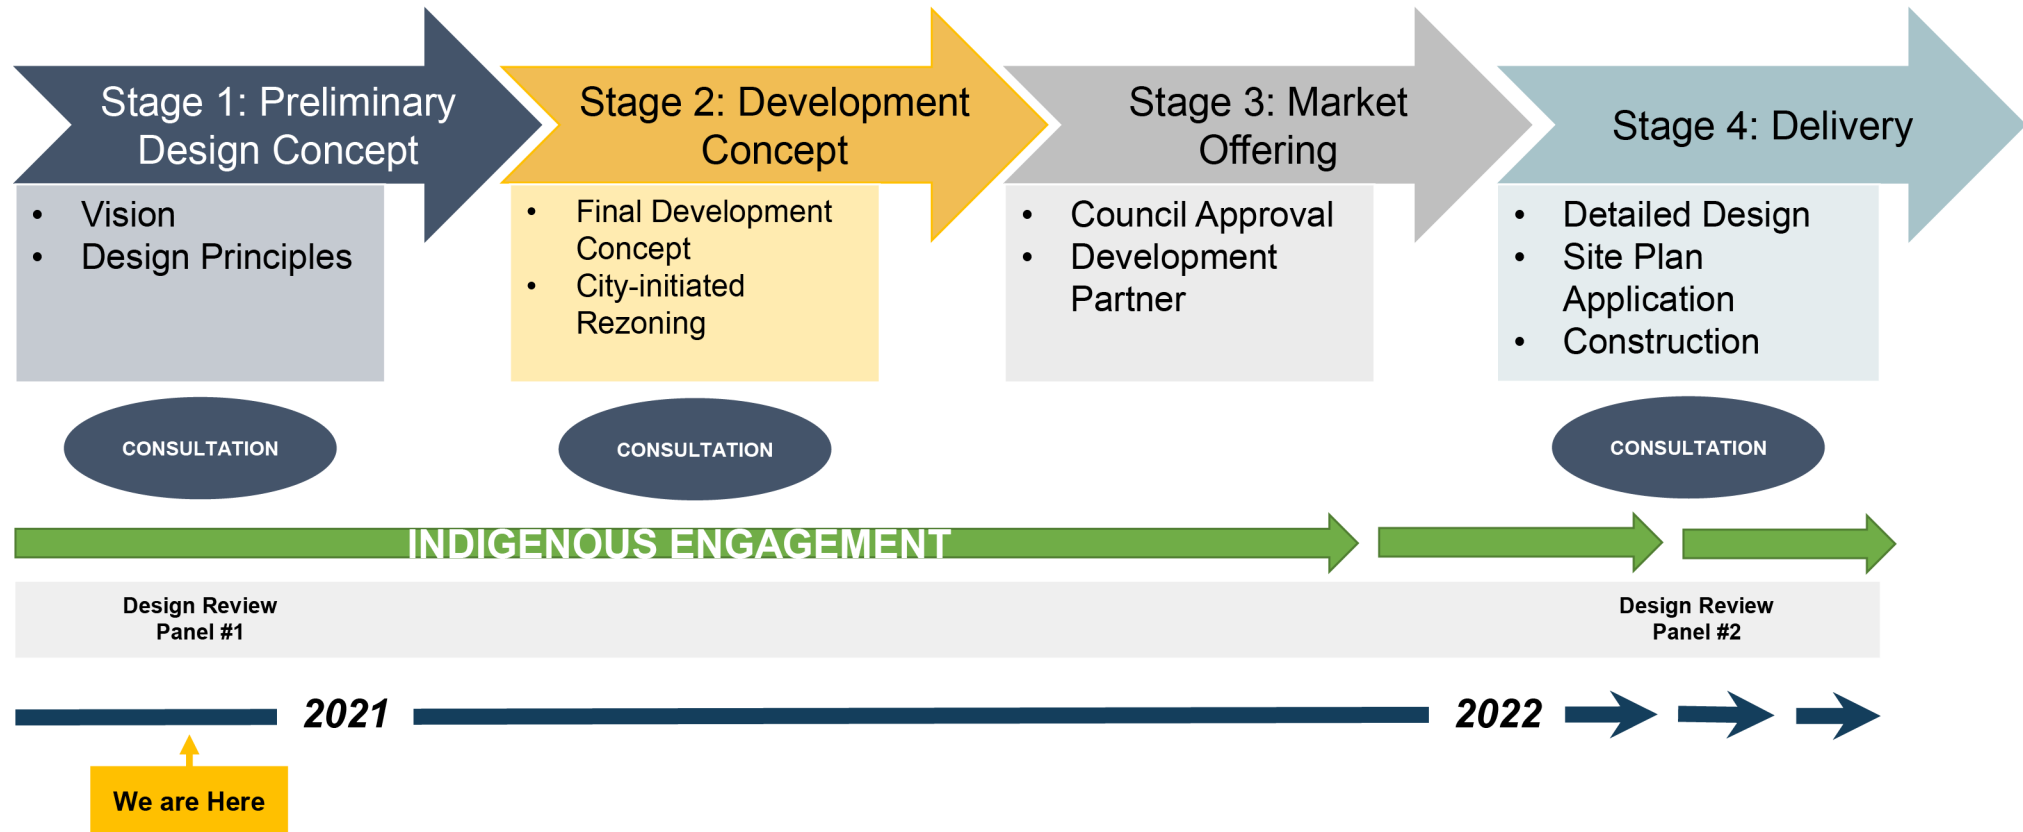 Stage 1: Preliminary
Design Concept
Stage 2: Development
Concept
Stage 3: Market
Offering
Stage 4: Delivery
• Vision
• Design Principles
• Final Development
Concept
• City-initiated
Rezoning
• Council Approval
• Development
Partner
• Detailed Design
• Site Plan
Application
• Construction
CONSULTATION
CONSULTATION
CONSULTATION
INDIGENOUS ENGAGEMENT
Design Review
Panel #1
Design Review
Panel #2
2021
2022
We are Here